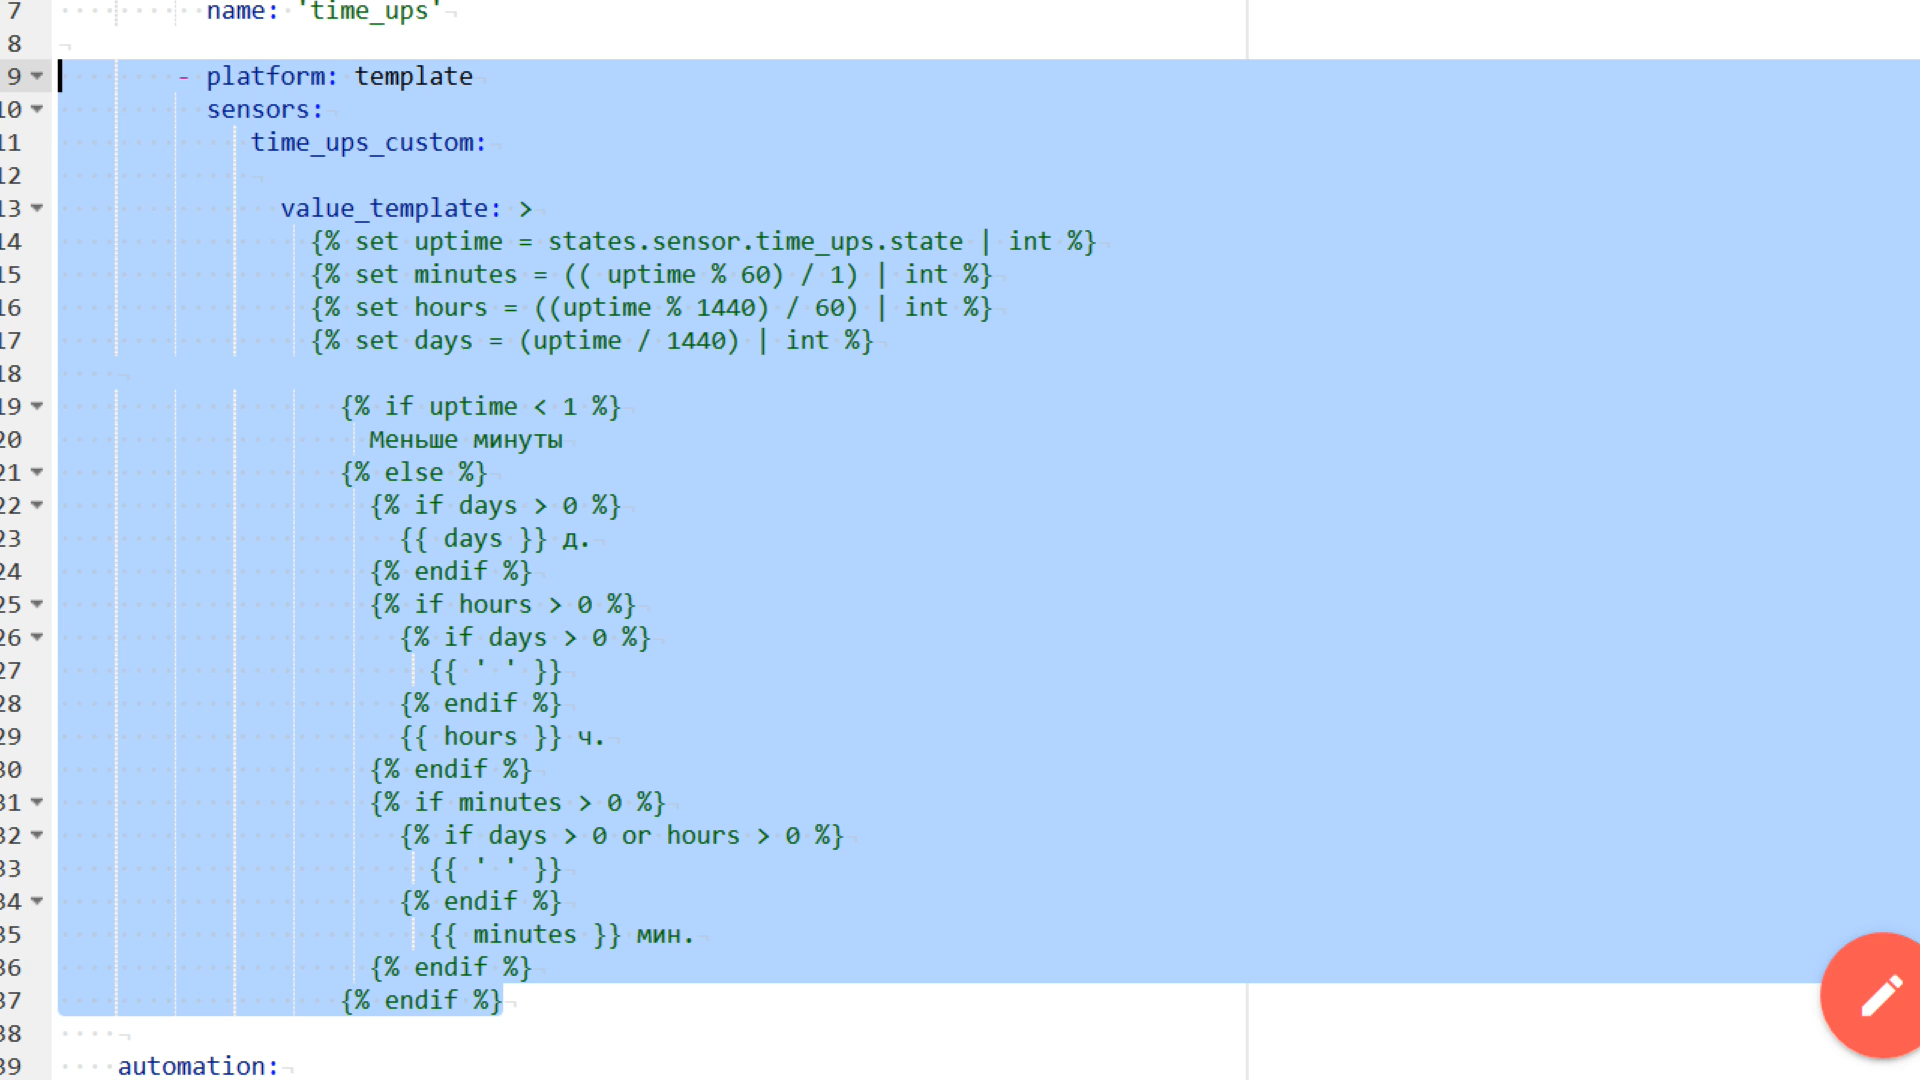 7 name: 'time_ups'
8
9 - platform: template
10 sensors:
11 time_ups_custom:
12
13 value_template: >
14 {% set uptime = states.sensor.time_ups.state | int %}
15 {% set minutes = (( uptime % 60) / 1) | int %}
16 {% set hours = ((uptime % 1440) / 60) | int %}
17 {% set days = (uptime / 1440) | int %}
18
19 {% if uptime < 1 %}
20 Меньше минуты
21 {% else %}
22 {% if days > 0 %}
23 {{ days }} д.
24 {% endif %}
25 {% if hours > 0 %}
26 {% if days > 0 %}
27 {{ ' ' }}
28 {% endif %}
29 {{ hours }} ч.
30 {% endif %}
31 {% if minutes > 0 %}
32 {% if days > 0 or hours > 0 %}
33 {{ ' ' }}
34 {% endif %}
35 {{ minutes }} мин.
36 {% endif %}
37 {% endif %}
38
39 automation: